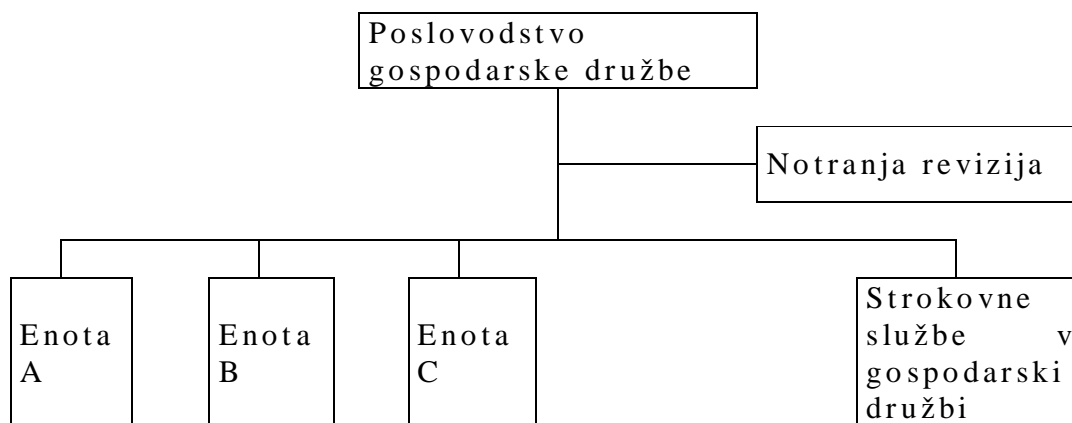 Poslovodstvo
gospodarske družbe
Notranja revizija
Enota
A
Enota
B
Enota
C
Strokovne
službe v
gospodarski
družbi